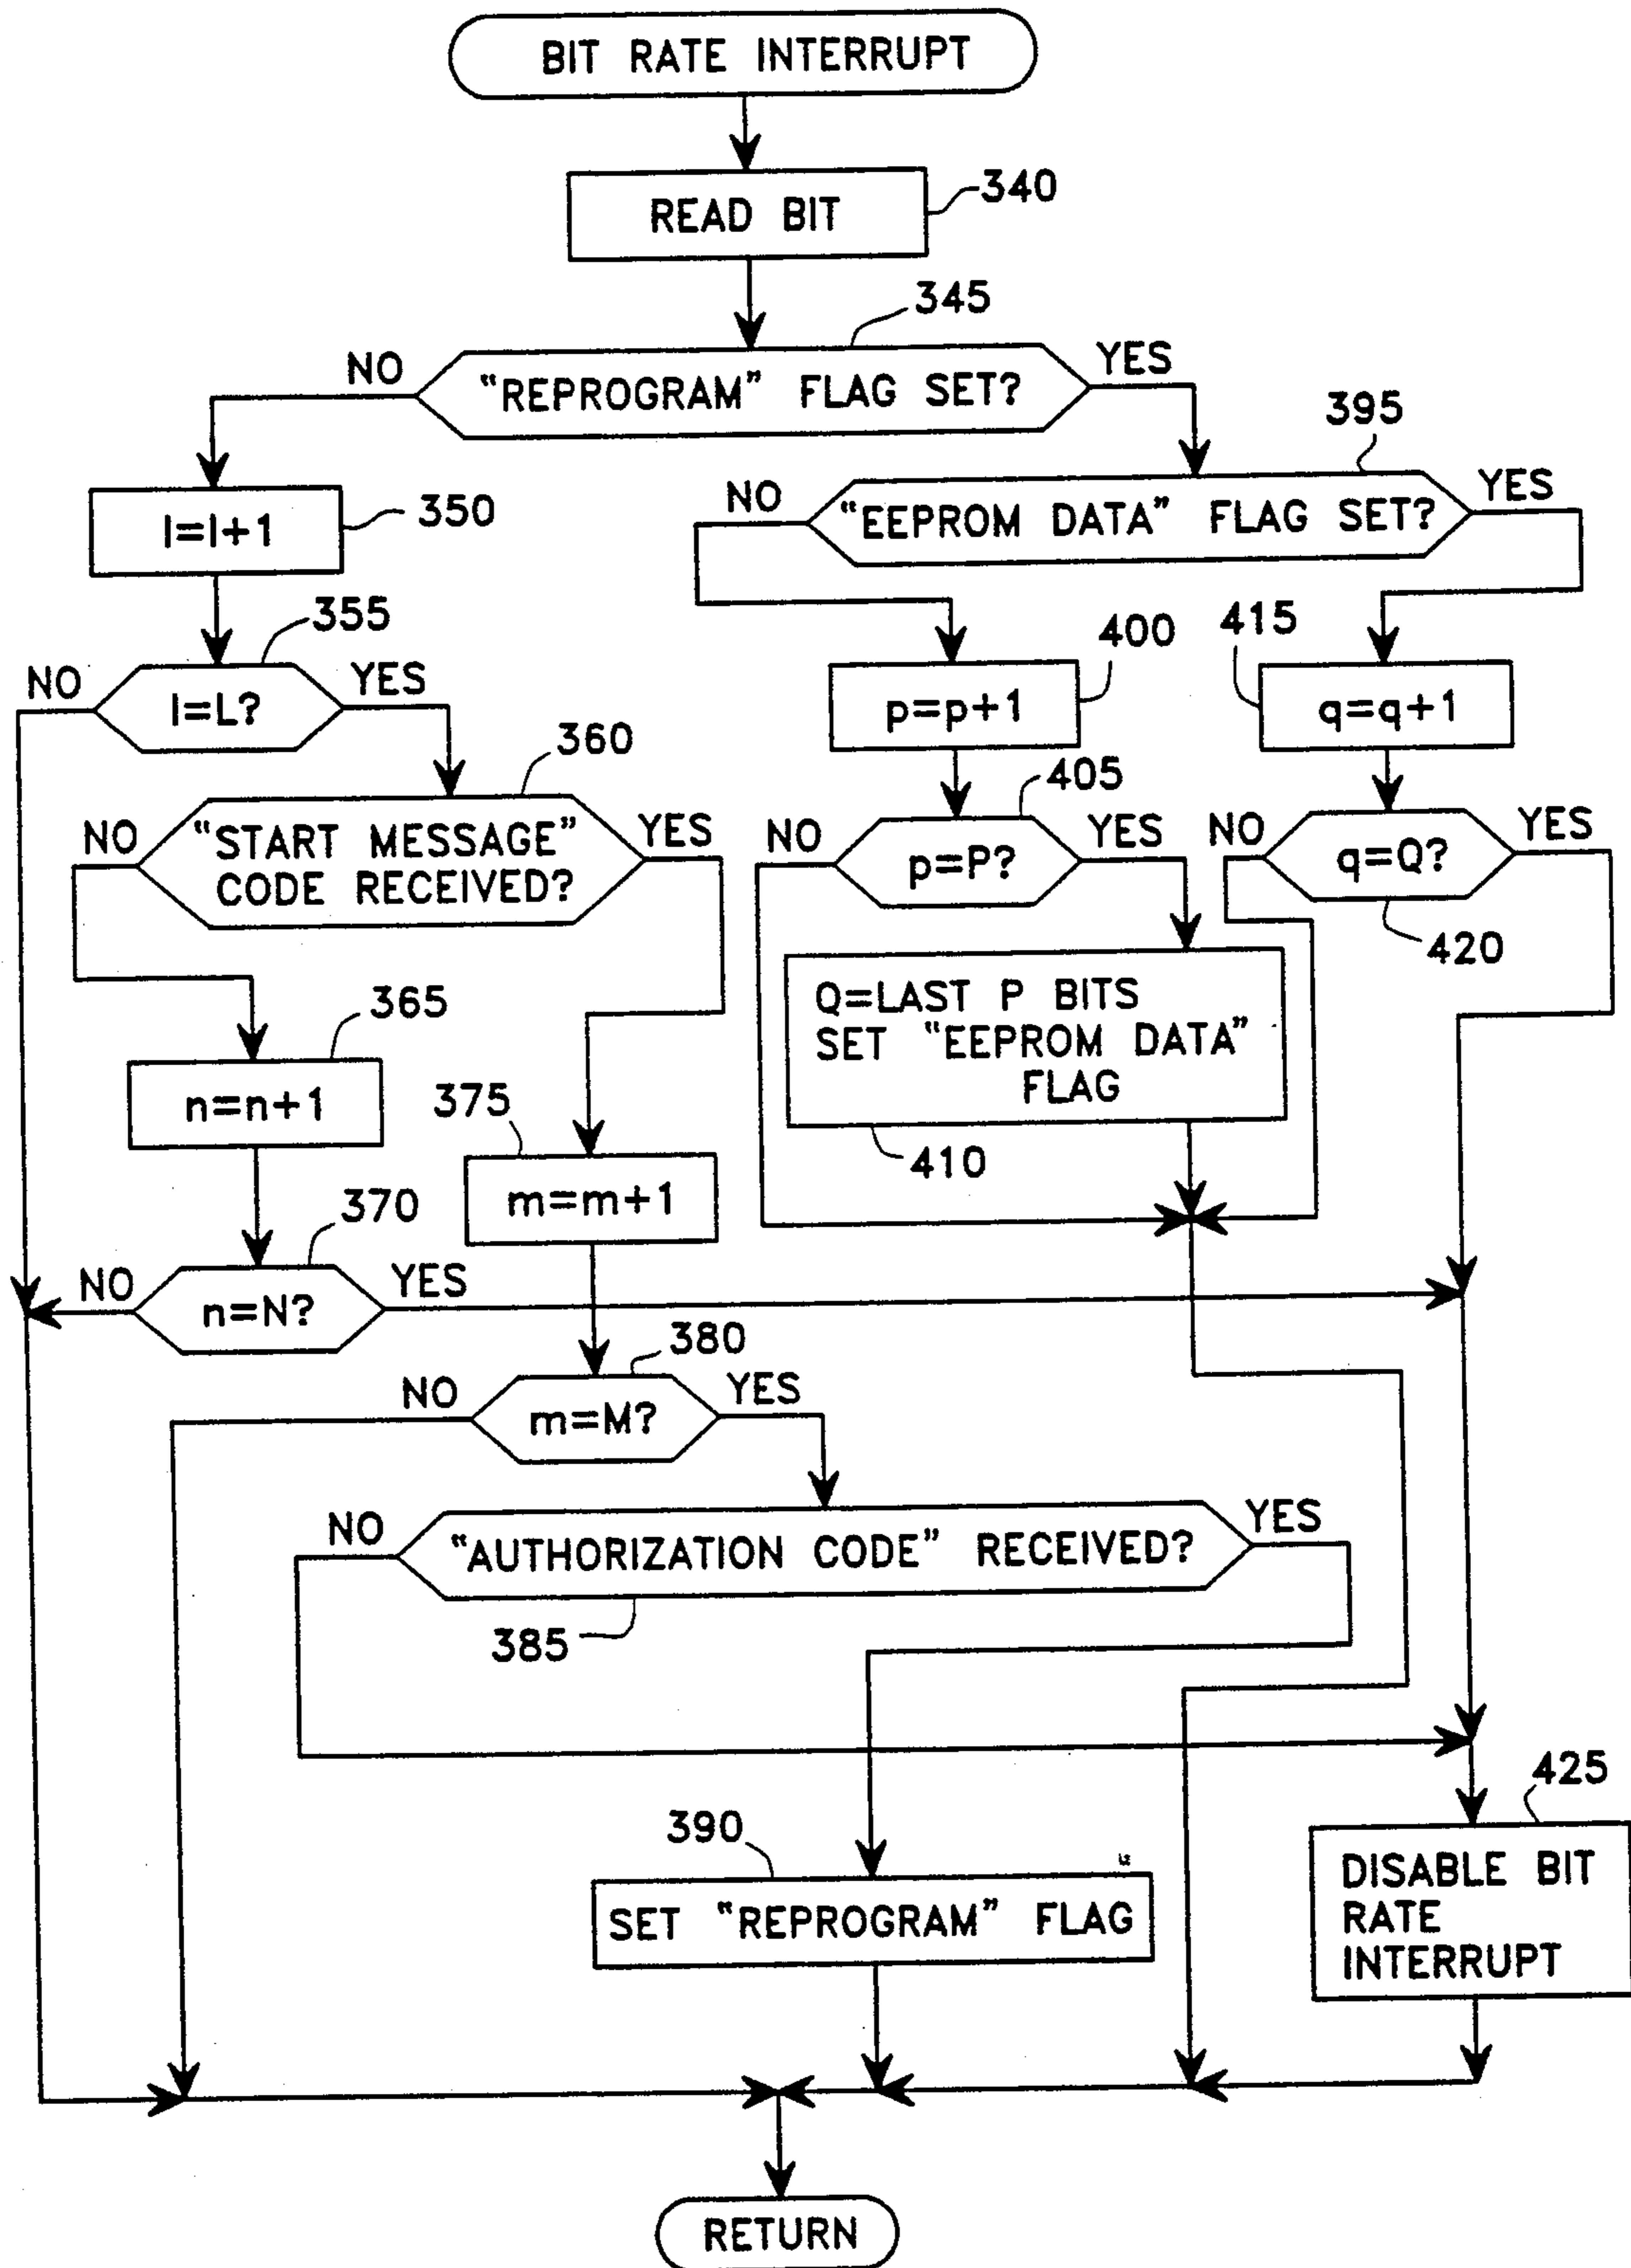 BIT RATE INTERRUPT
READ BIT
340
345
NO
"REPROGRAM" FLAG SET?
YES
395
l=l+1
350
NO
"EEPROM DATA" FLAG SET?
YES
355
NO
l=L?
YES
400
p=p+1
415
q=q+1
360
NO
"START MESSAGE"
CODE RECEIVED?
YES
405
NO
p=P?
YES
NO
q=Q?
YES
420
365
n=n+1
375
m=m+1
Q=LAST P BITS
SET "EEPROM DATA"
FLAG
410
370
NO
n=N?
YES
380
NO
m=M?
YES
NO
"AUTHORIZATION CODE" RECEIVED?
YES
385
390
SET "REPROGRAM" FLAG
425
DISABLE BIT
RATE
INTERRUPT
RETURN